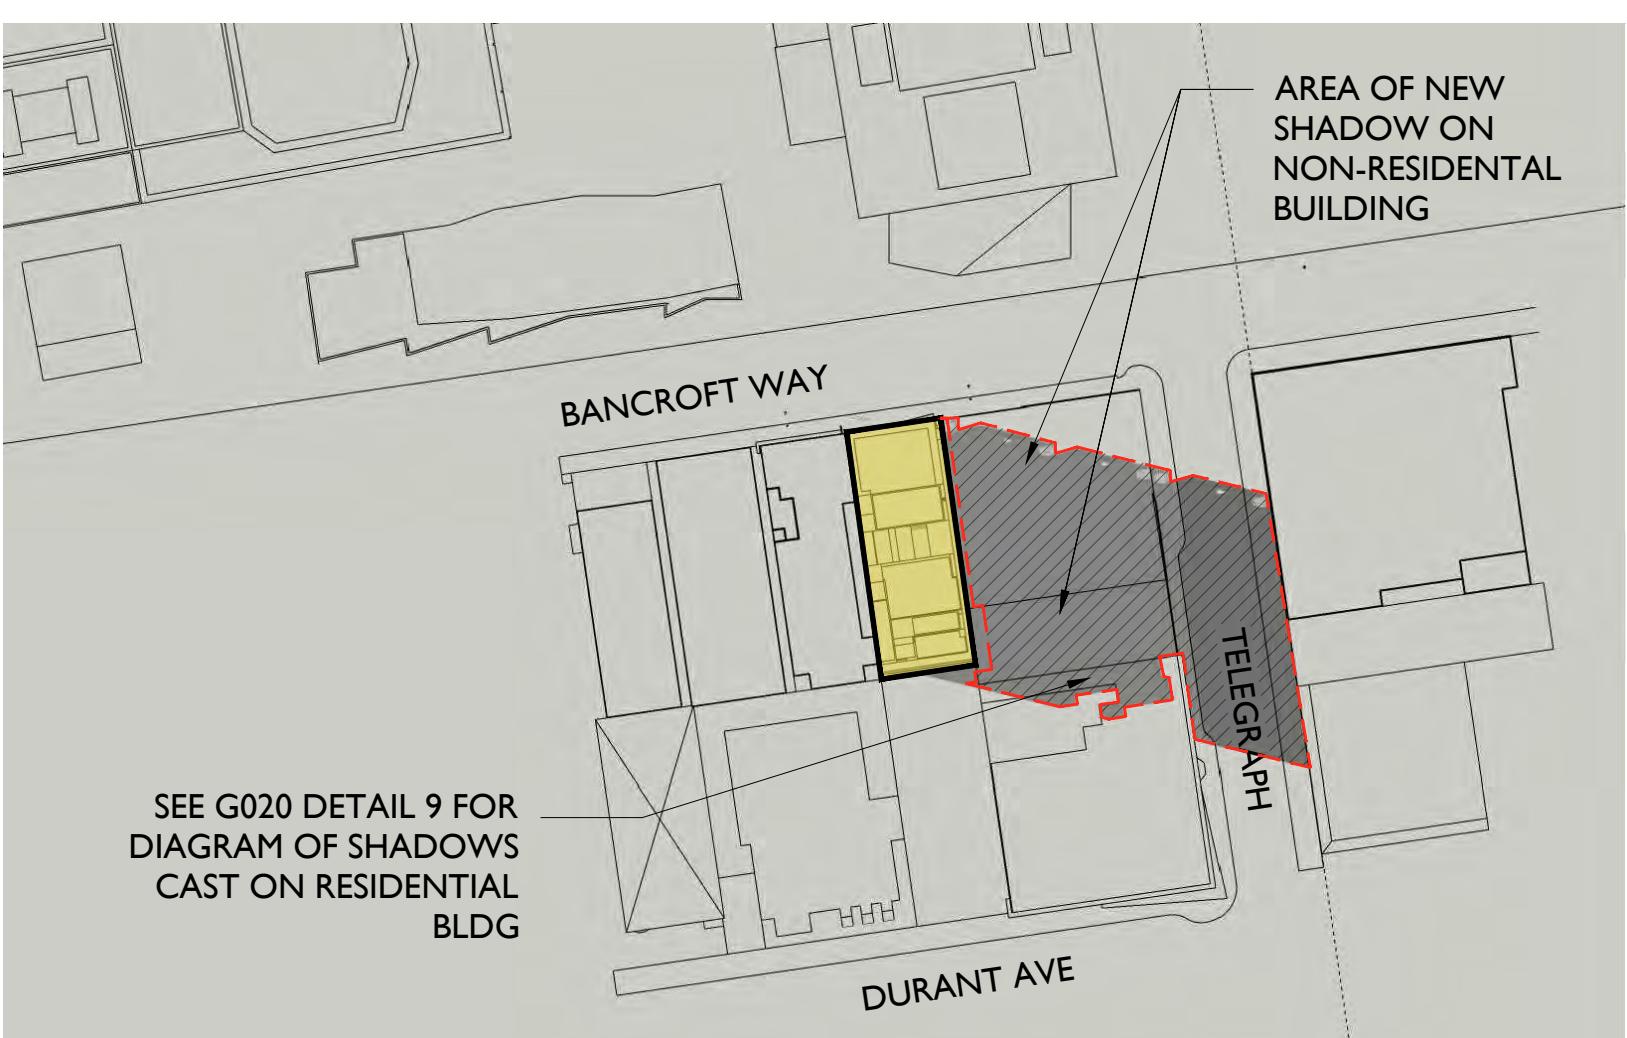 AREA OF NEW
SHADOW ON
NON-RESIDENTAL
BUILDING
BANCROFT WAY
TELEGRAPH
SEE G020 DETAIL 9 FOR
DIAGRAM OF SHADOWS
CAST ON RESIDENTIAL
BLDG
DURANT AVE